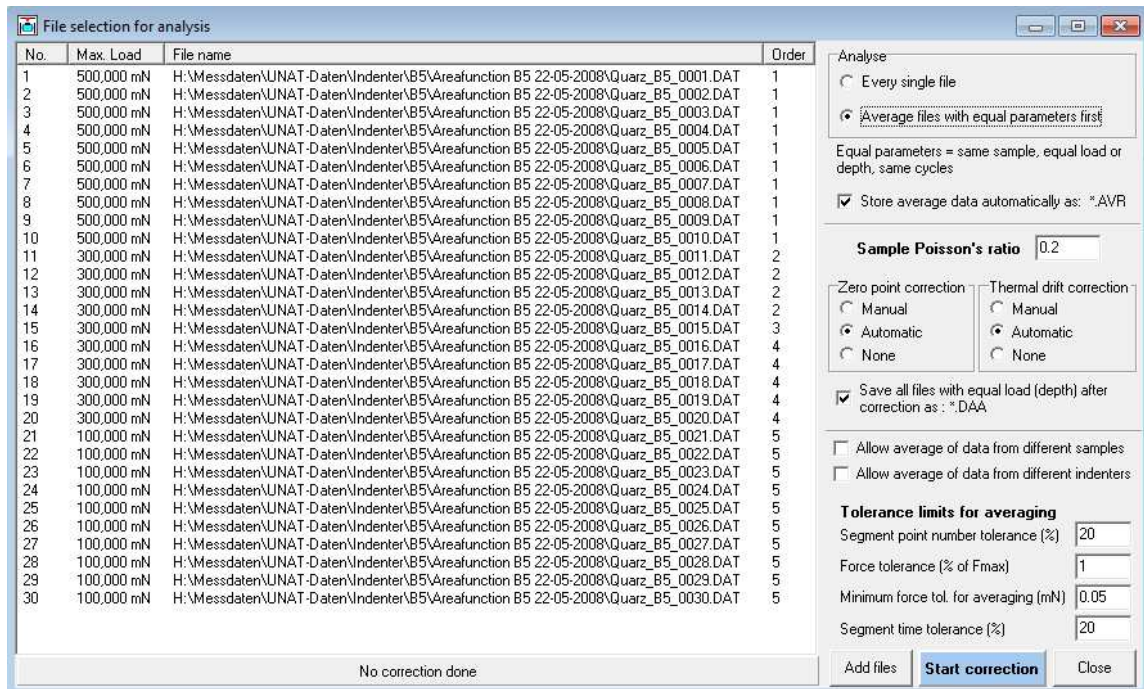 File selection for analysis
No. Max. Load File name Order
1 500,000 mN H:\Messdaten\UNAT-Daten\Indenter\B5\Areafunction B5 22-05-2008\Quarz_B5_0001.DAT 1
2 500,000 mN H:\Messdaten\UNAT-Daten\Indenter\B5\Areafunction B5 22-05-2008\Quarz_B5_0002.DAT 1
3 500,000 mN H:\Messdaten\UNAT-Daten\Indenter\B5\Areafunction B5 22-05-2008\Quarz_B5_0003.DAT 1
4 500,000 mN H:\Messdaten\UNAT-Daten\Indenter\B5\Areafunction B5 22-05-2008\Quarz_B5_0004.DAT 1
5 500,000 mN H:\Messdaten\UNAT-Daten\Indenter\B5\Areafunction B5 22-05-2008\Quarz_B5_0005.DAT 1
6 500,000 mN H:\Messdaten\UNAT-Daten\Indenter\B5\Areafunction B5 22-05-2008\Quarz_B5_0006.DAT 1
7 500,000 mN H:\Messdaten\UNAT-Daten\Indenter\B5\Areafunction B5 22-05-2008\Quarz_B5_0007.DAT 1
8 500,000 mN H:\Messdaten\UNAT-Daten\Indenter\B5\Areafunction B5 22-05-2008\Quarz_B5_0008.DAT 1
9 500,000 mN H:\Messdaten\UNAT-Daten\Indenter\B5\Areafunction B5 22-05-2008\Quarz_B5_0009.DAT 1
10 500,000 mN H:\Messdaten\UNAT-Daten\Indenter\B5\Areafunction B5 22-05-2008\Quarz_B5_0010.DAT 1
11 300,000 mN H:\Messdaten\UNAT-Daten\Indenter\B5\Areafunction B5 22-05-2008\Quarz_B5_0011.DAT 2
12 300,000 mN H:\Messdaten\UNAT-Daten\Indenter\B5\Areafunction B5 22-05-2008\Quarz_B5_0012.DAT 2
13 300,000 mN H:\Messdaten\UNAT-Daten\Indenter\B5\Areafunction B5 22-05-2008\Quarz_B5_0013.DAT 2
14 300,000 mN H:\Messdaten\UNAT-Daten\Indenter\B5\Areafunction B5 22-05-2008\Quarz_B5_0014.DAT 2
15 300,000 mN H:\Messdaten\UNAT-Daten\Indenter\B5\Areafunction B5 22-05-2008\Quarz_B5_0015.DAT 3
16 300,000 mN H:\Messdaten\UNAT-Daten\Indenter\B5\Areafunction B5 22-05-2008\Quarz_B5_0016.DAT 4
17 300,000 mN H:\Messdaten\UNAT-Daten\Indenter\B5\Areafunction B5 22-05-2008\Quarz_B5_0017.DAT 4
18 300,000 mN H:\Messdaten\UNAT-Daten\Indenter\B5\Areafunction B5 22-05-2008\Quarz_B5_0018.DAT 4
19 300,000 mN H:\Messdaten\UNAT-Daten\Indenter\B5\Areafunction B5 22-05-2008\Quarz_B5_0019.DAT 4
20 300,000 mN H:\Messdaten\UNAT-Daten\Indenter\B5\Areafunction B5 22-05-2008\Quarz_B5_0020.DAT 4
21 100,000 mN H:\Messdaten\UNAT-Daten\Indenter\B5\Areafunction B5 22-05-2008\Quarz_B5_0021.DAT 5
22 100,000 mN H:\Messdaten\UNAT-Daten\Indenter\B5\Areafunction B5 22-05-2008\Quarz_B5_0022.DAT 5
23 100,000 mN H:\Messdaten\UNAT-Daten\Indenter\B5\Areafunction B5 22-05-2008\Quarz_B5_0023.DAT 5
24 100,000 mN H:\Messdaten\UNAT-Daten\Indenter\B5\Areafunction B5 22-05-2008\Quarz_B5_0024.DAT 5
25 100,000 mN H:\Messdaten\UNAT-Daten\Indenter\B5\Areafunction B5 22-05-2008\Quarz_B5_0025.DAT 5
26 100,000 mN H:\Messdaten\UNAT-Daten\Indenter\B5\Areafunction B5 22-05-2008\Quarz_B5_0026.DAT 5
27 100,000 mN H:\Messdaten\UNAT-Daten\Indenter\B5\Areafunction B5 22-05-2008\Quarz_B5_0027.DAT 5
28 100,000 mN H:\Messdaten\UNAT-Daten\Indenter\B5\Areafunction B5 22-05-2008\Quarz_B5_0028.DAT 5
29 100,000 mN H:\Messdaten\UNAT-Daten\Indenter\B5\Areafunction B5 22-05-2008\Quarz_B5_0029.DAT 5
30 100,000 mN H:\Messdaten\UNAT-Daten\Indenter\B5\Areafunction B5 22-05-2008\Quarz_B5_0030.DAT 5
No correction done
Analyse
Every single file
Average files with equal parameters first
Equal parameters = same sample, equal load or
depth, same cycles
Store average data automatically as: *.AVR
Sample Poisson's ratio 0.2
Zero point correction Thermal drift correction
Manual Manual
Automatic Automatic
None None
Save all files with equal load (depth) after
correction as : *.DAA
Allow average of data from different samples
Allow average of data from different indenters
Tolerance limits for averaging
Segment point number tolerance (%) 20
Force tolerance (% of Fmax) 1
Minimum force tol. for averaging (mN) 0.05
Segment time tolerance (%) 20
Add files Start correction Close